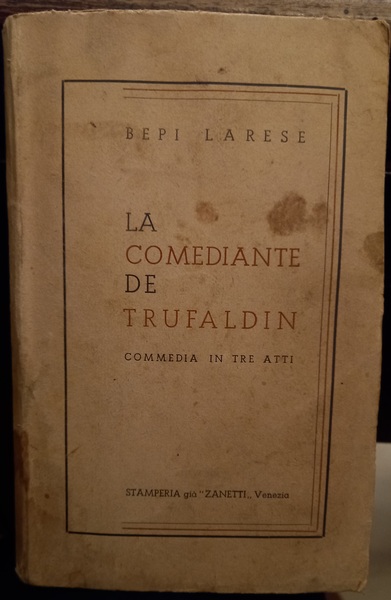 BEPI LARESE
LA
COMEDIANTE
DE
TRUFALDIN
COMMEDIA IN TRE ATTI
STAMPERIA già "ZANETTI„ Venezia